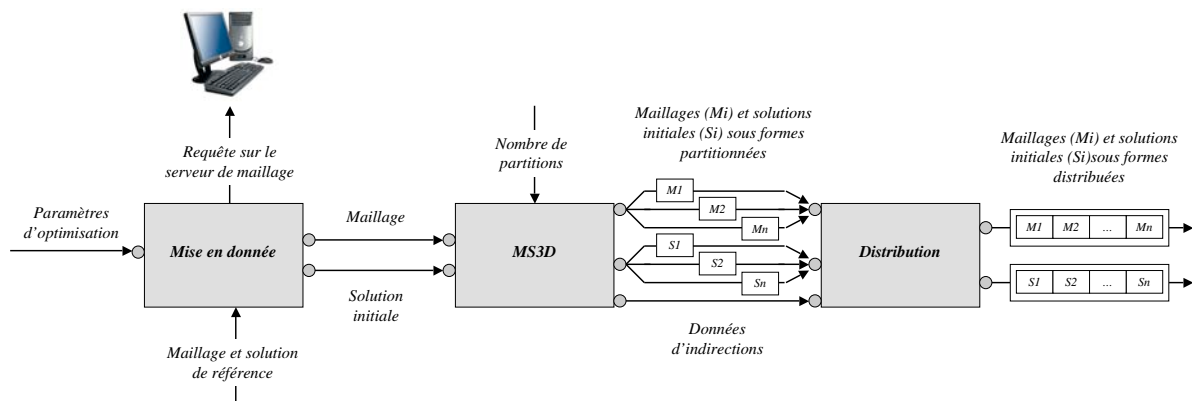 Requête sur le
serveur de maillage
Paramètres
d'optimisation
Mise en donnée
Maillage et solution
de référence
Maillage
Solution
initiale
Nombre de
partitions
MS3D
Maillages (Mi) et solutions
initiales (Si) sous formes
partitionnées
M1
M2
Mn
S1
S2
Sn
Données
d'indirections
Distribution
Maillages (Mi) et solutions
initiales (Si)sous formes
distribuées
M1 M2 ... Mn
S1 S2 ... Sn